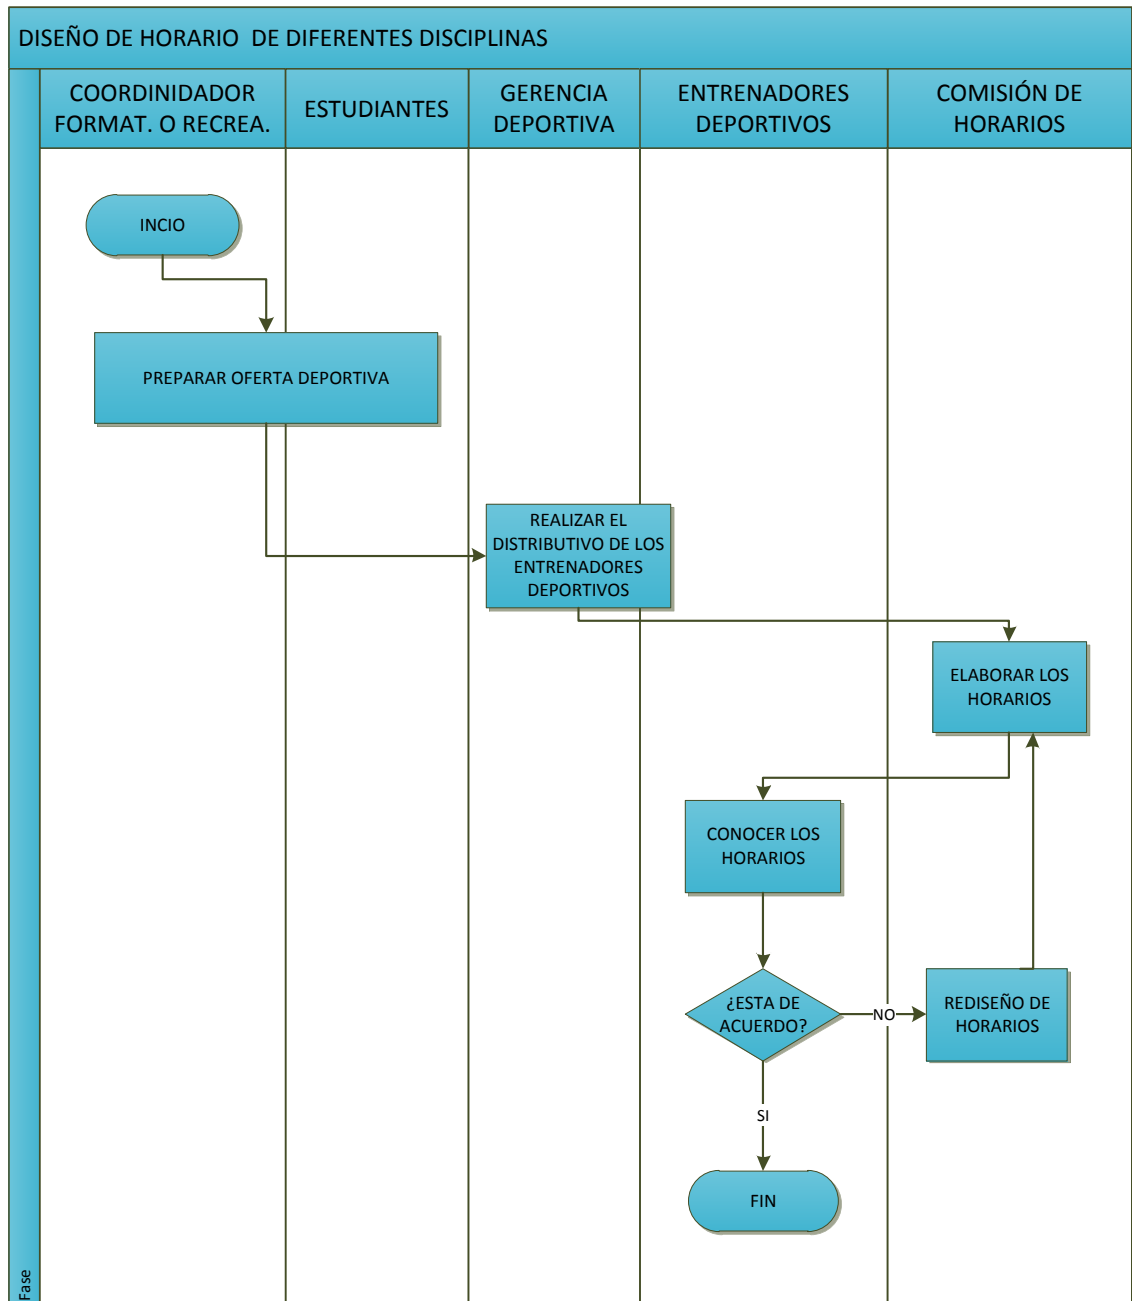 DISEÑO DE HORARIO  DE DIFERENTES DISCIPLINAS
COORDINIDADOR
FORMAT. O RECREA.
ESTUDIANTES
GERENCIA
DEPORTIVA
ENTRENADORES
DEPORTIVOS
COMISIÓN DE
HORARIOS
INCIO
PREPARAR OFERTA DEPORTIVA
REALIZAR EL
DISTRIBUTIVO DE LOS
ENTRENADORES
DEPORTIVOS
ELABORAR LOS
HORARIOS
CONOCER LOS
HORARIOS
¿ESTA DE
ACUERDO?
NO
REDISEÑO DE
HORARIOS
SI
FIN
Fase